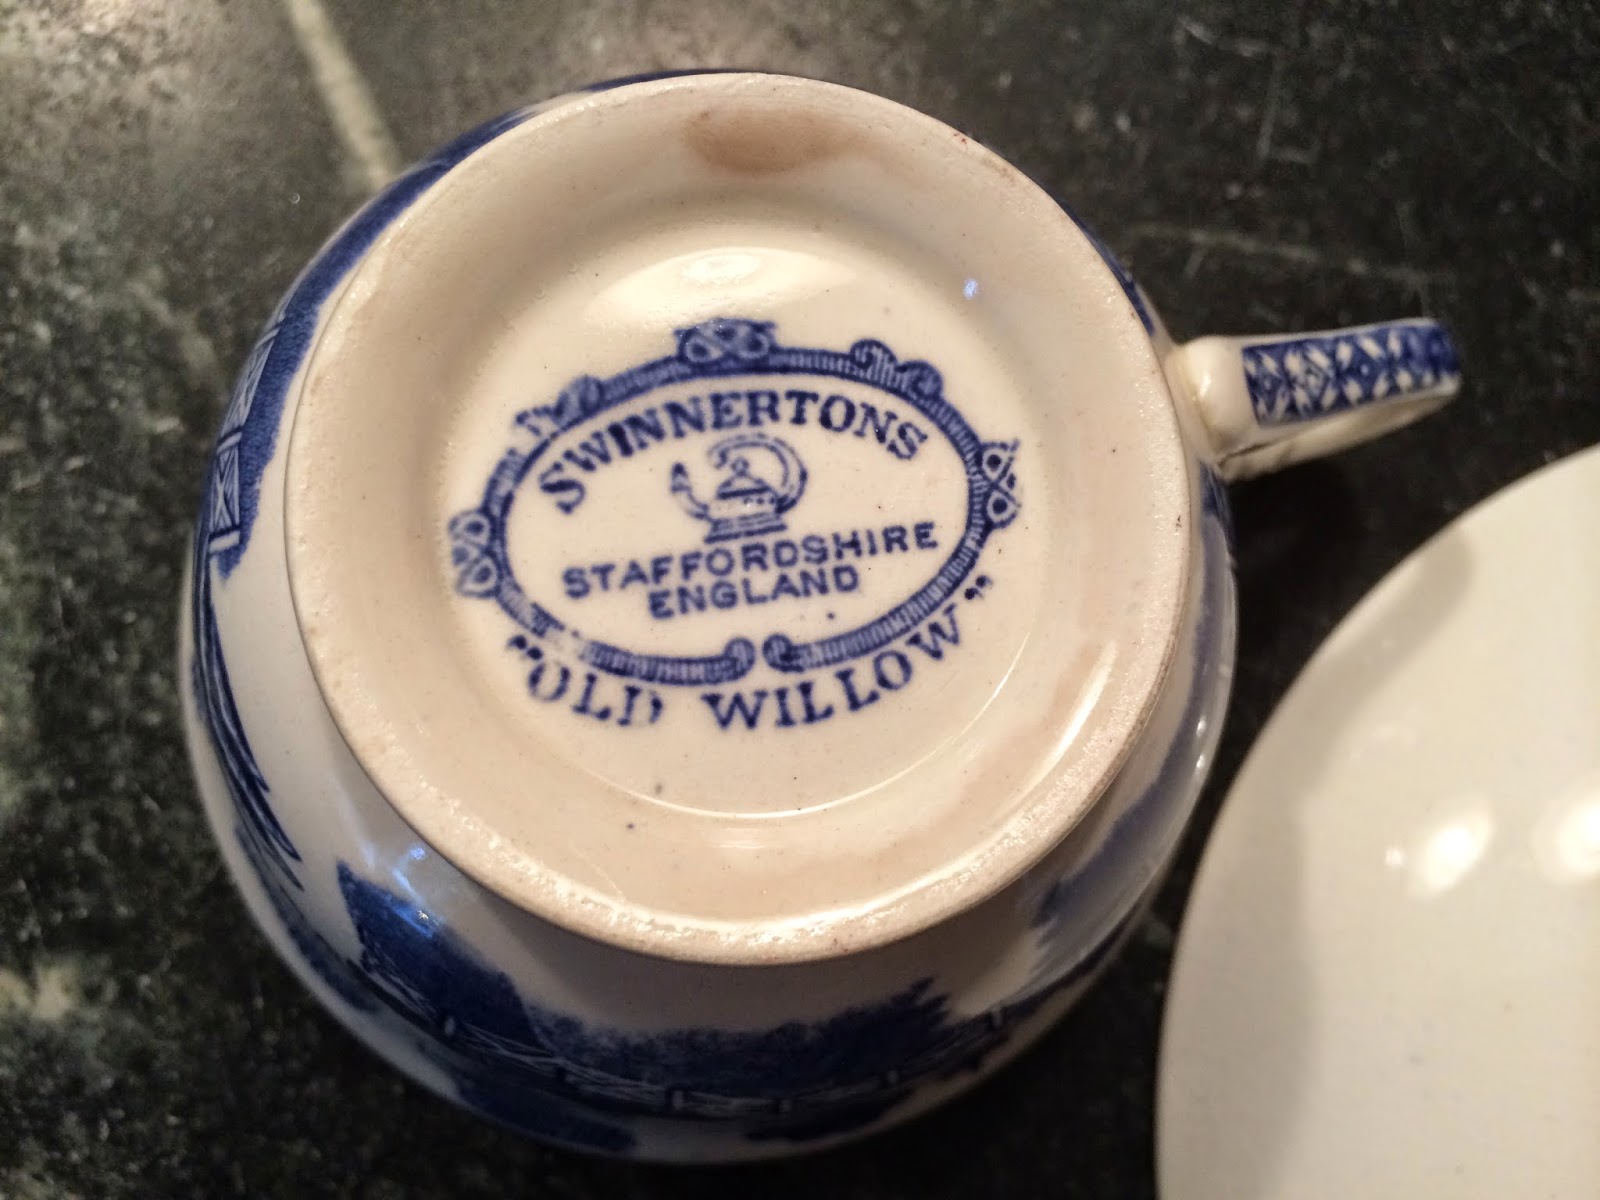 SWINNERTONS
STAFFORDSHIRE
ENGLAND
"OLD WILLOW"